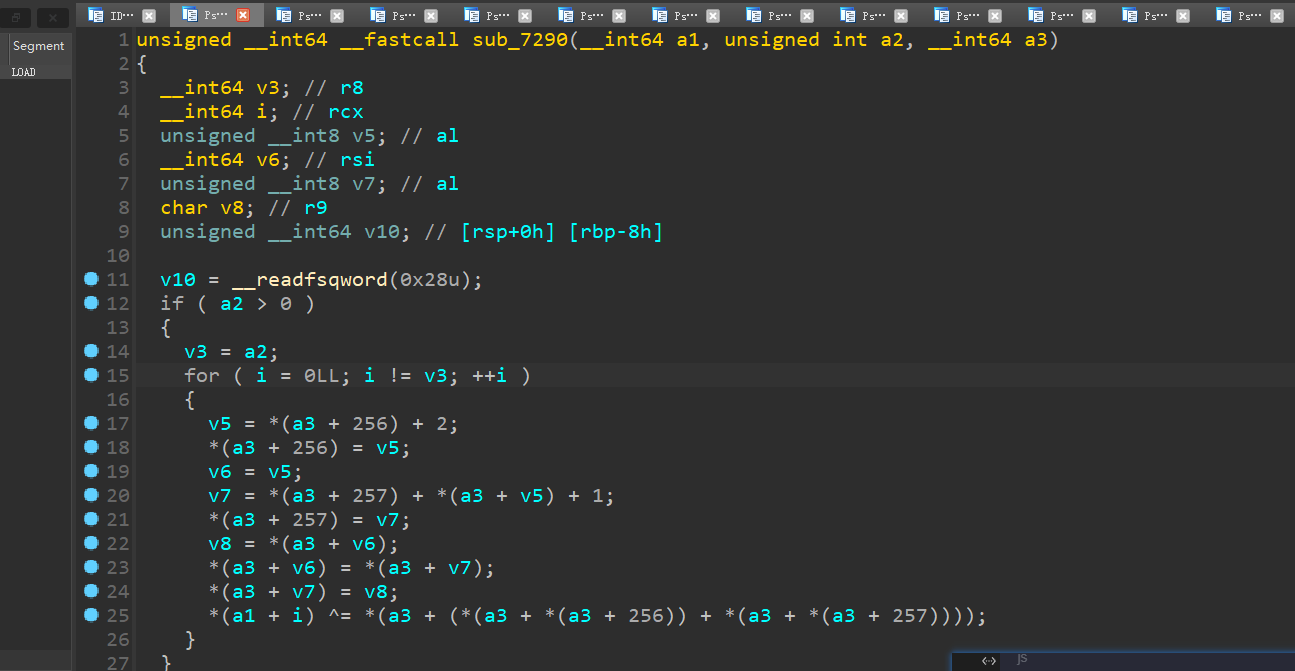 ID··· Ps··· Ps··· Ps··· Ps··· Ps··· Ps··· Ps··· Ps··· Ps··· Ps··· Ps··· Ps···
Segment
LOAD
1 unsigned __int64 __fastcall sub_7290(__int64 a1, unsigned int a2, __int64 a3)
2 {
3   __int64 v3; // r8
4   __int64 i; // rcx
5   unsigned __int8 v5; // al
6   __int64 v6; // rsi
7   unsigned __int8 v7; // al
8   char v8; // r9
9   unsigned __int64 v10; // [rsp+0h] [rbp-8h]
10
11   v10 = __readfsqword(0x28u);
12   if ( a2 > 0 )
13   {
14     v3 = a2;
15     for ( i = 0LL; i != v3; ++i )
16     {
17       v5 = *(a3 + 256) + 2;
18       *(a3 + 256) = v5;
19       v6 = v5;
20       v7 = *(a3 + 257) + *(a3 + v5) + 1;
21       *(a3 + 257) = v7;
22       v8 = *(a3 + v6);
23       *(a3 + v6) = *(a3 + v7);
24       *(a3 + v7) = v8;
25       *(a1 + i) ^= *(a3 + (*(a3 + *(a3 + 256)) + *(a3 + *(a3 + 257))));
26     }
27   }
JS